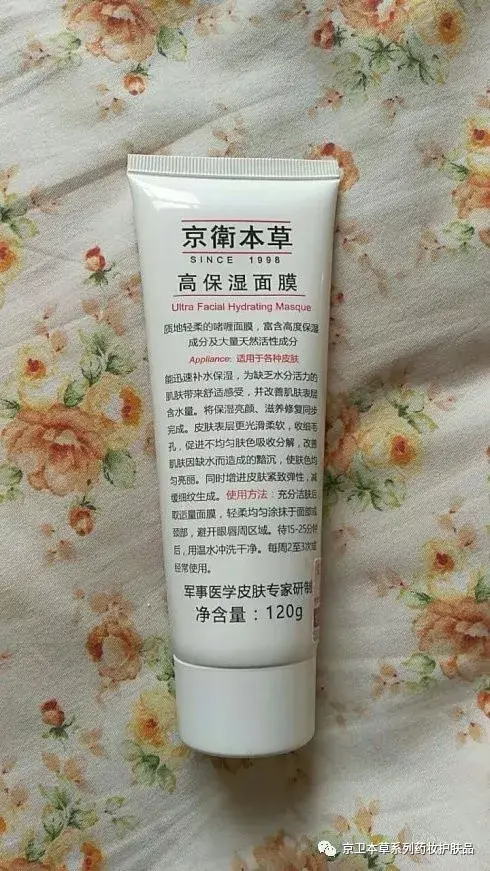 京衛本草
SINCE 1998
高保湿面膜
Ultra Facial Hydrating Masque
质地轻柔的啫喱面膜，富含高度保湿
成分及大量天然活性成分
Appliance: 适用于各种皮肤
能迅速补水保湿，为缺乏水分活力的
肌肤带来舒适感受，并改善肌肤表层
含水量。将保湿亮颜、滋养修复同步
完成。皮肤表层更光滑柔软，收细毛
孔，促进不均匀肤色吸收分解，改善
肌肤因缺水而造成的黯沉，使肤色均
匀亮丽。同时增进皮肤紧致弹性，减
缓细纹生成。使用方法：充分洁肤后
取适量面膜，轻柔均匀涂抹于面部或
颈部，避开眼唇周区域。待15-25分钟
后，用温水冲洗干净。每周2至3次或
经常使用。
军事医学皮肤专家研制
净含量：120g
京卫本草系列药妆护肤品